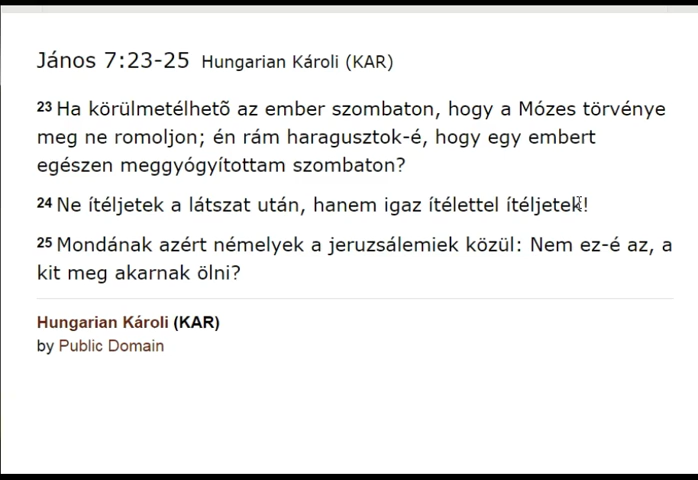 János 7:23-25 Hungarian Károli (KAR)
23 Ha körülmetélhetõ az ember szombaton, hogy a Mózes törvénye
meg ne romoljon; én rám haragusztok-é, hogy egy embert
egészen meggyógyítottam szombaton?
24 Ne ítéljetek a látszat után, hanem igaz ítélettel ítéljetek!
25 Mondának azért némelyek a jeruzsálemiek közül: Nem ez-é az, a
kit meg akarnak ölni?
Hungarian Károli (KAR)
by Public Domain